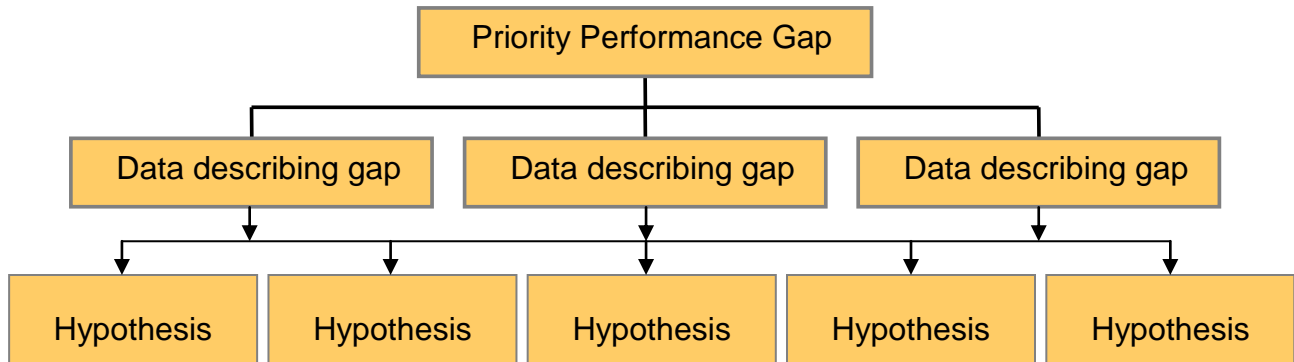 Priority Performance Gap
Data describing gap
Data describing gap
Data describing gap
Hypothesis
Hypothesis
Hypothesis
Hypothesis
Hypothesis